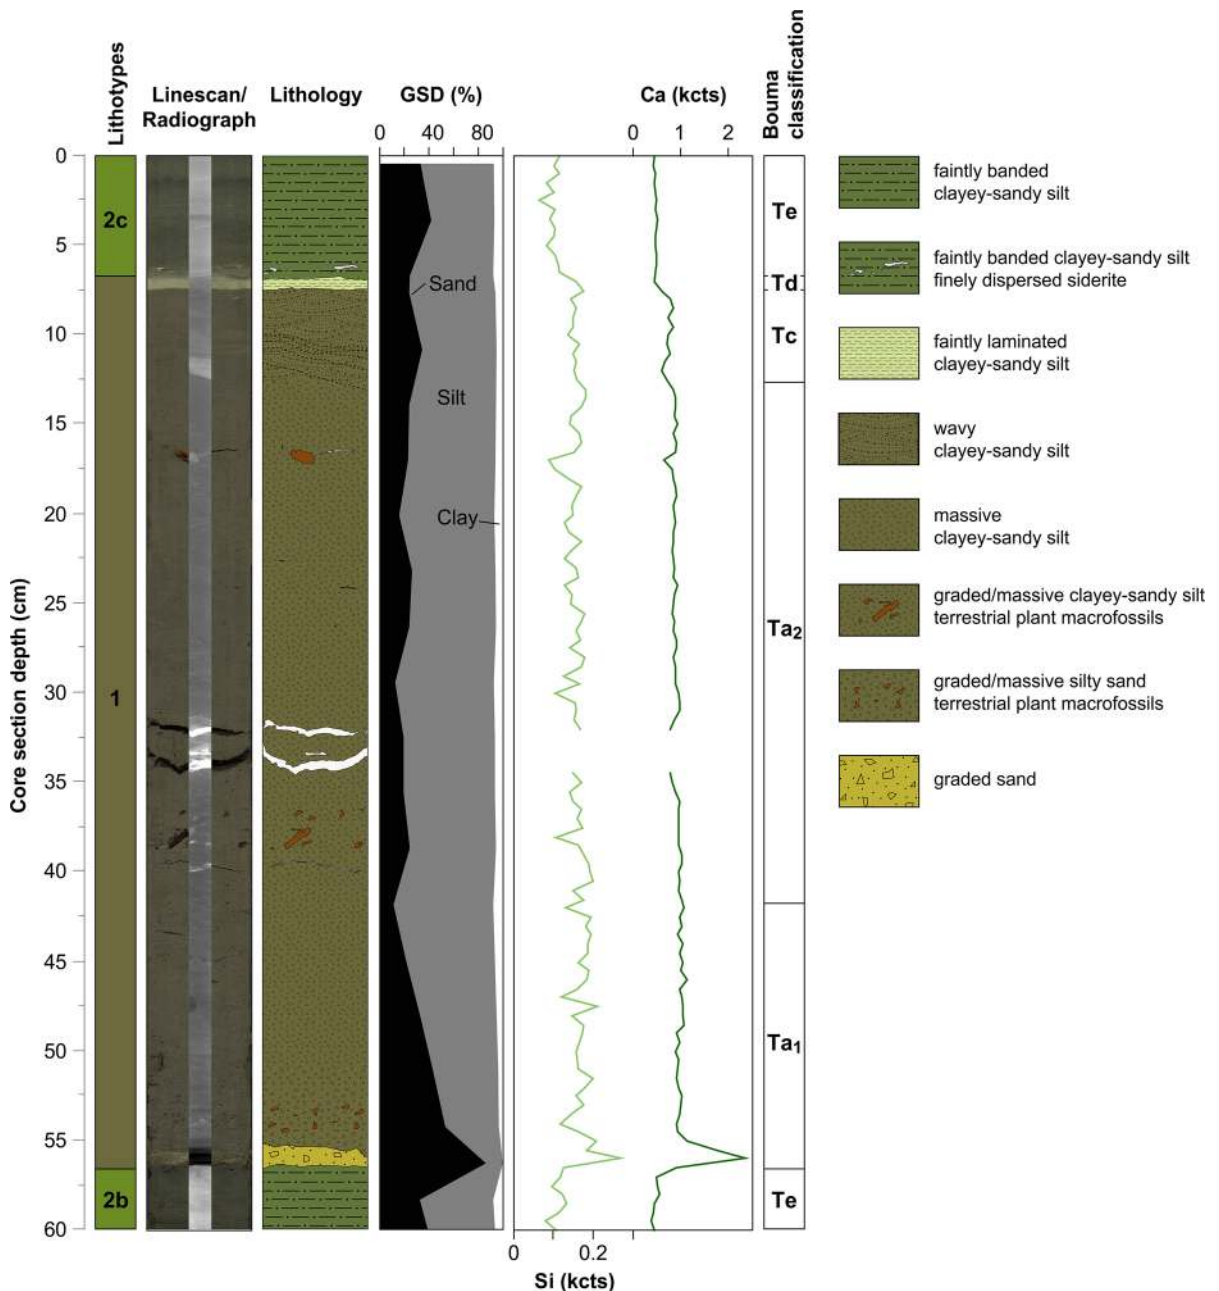 Lithotypes
Linescan/
Radiograph
Lithology
GSD (%)
Ca (kcts)
Bouma
classification
0 40 80
0 1 2
Core section depth (cm)
0
5
10
15
20
25
30
35
40
45
50
55
60
2c
1
2b
Sand
Silt
Clay
Te
Td
Tc
Ta2
Ta1
Te
0 0.2
Si (kcts)
faintly banded
clayey-sandy silt
faintly banded clayey-sandy silt
finely dispersed siderite
faintly laminated
clayey-sandy silt
wavy
clayey-sandy silt
massive
clayey-sandy silt
graded/massive clayey-sandy silt
terrestrial plant macrofossils
graded/massive silty sand
terrestrial plant macrofossils
graded sand